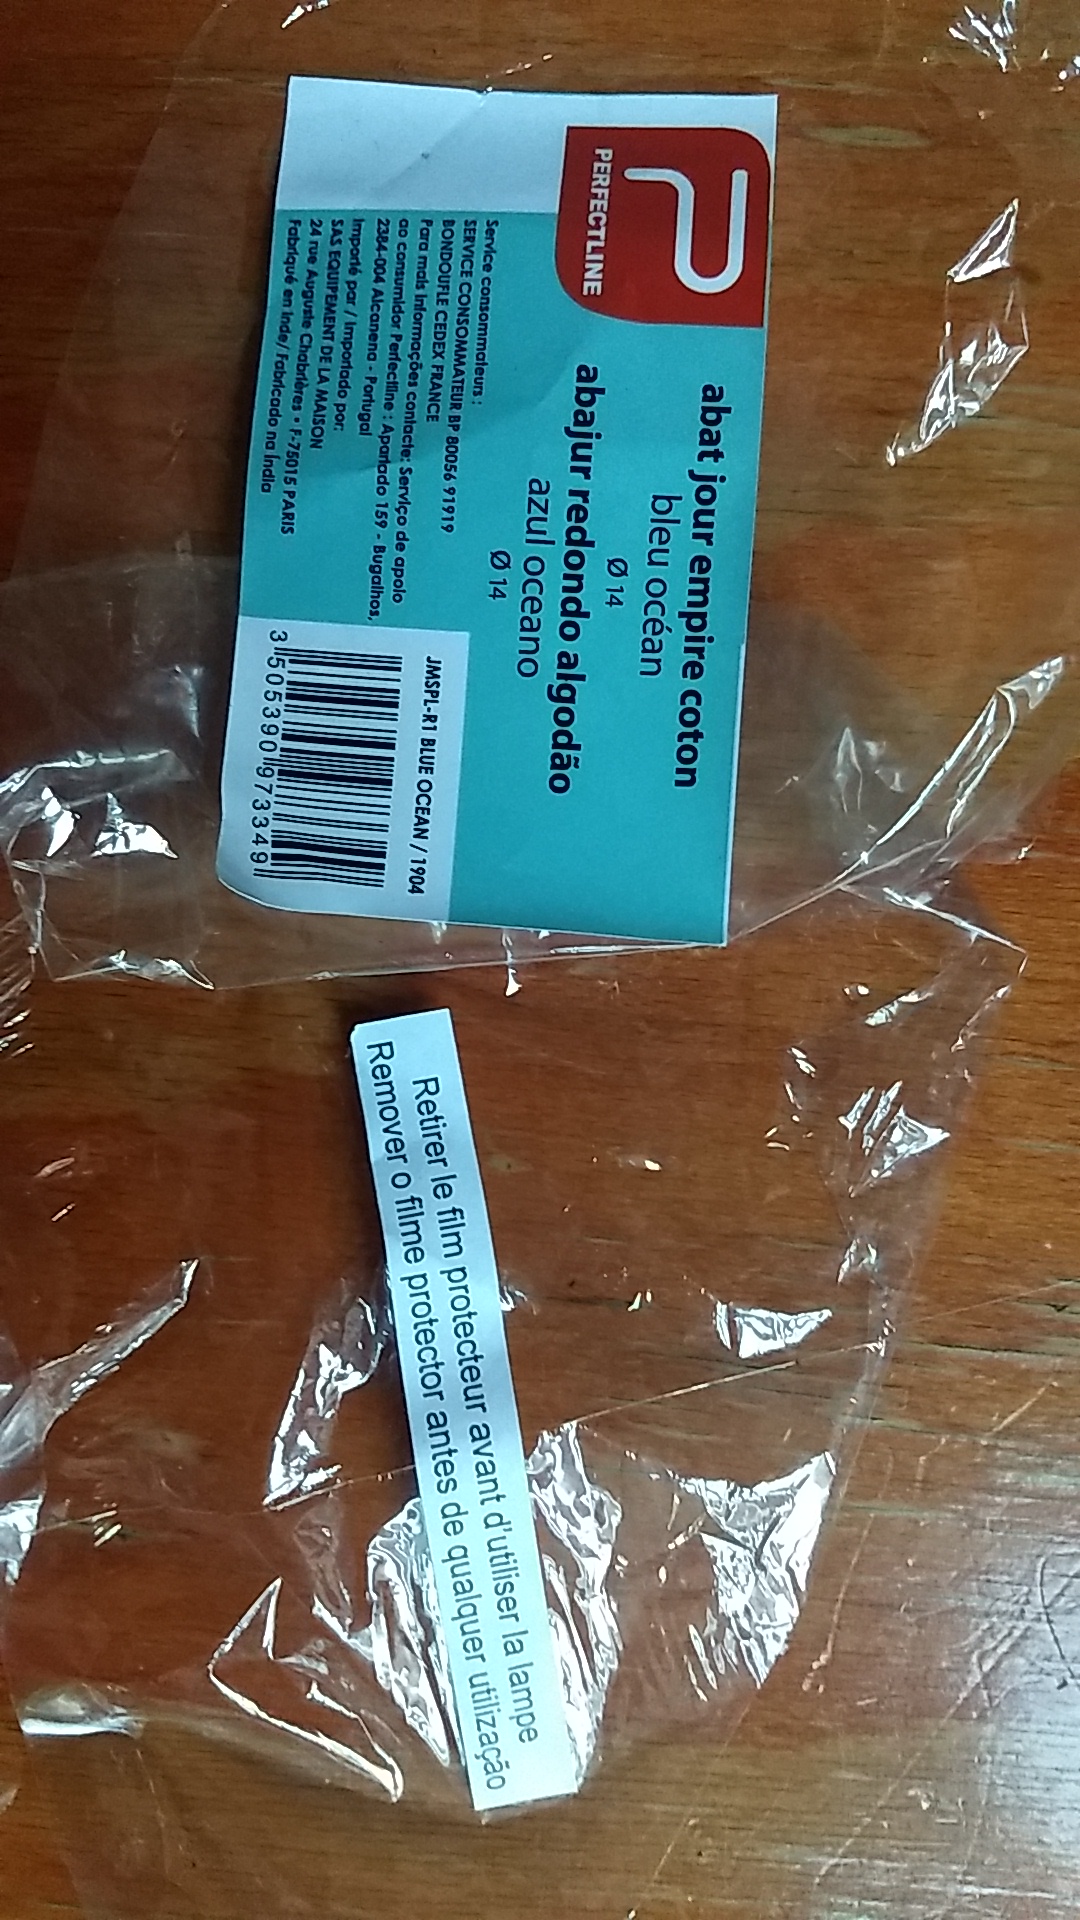 PERFECTLINE
abat jour empire coton
bleu océan
Ø 14
abajur redondo algodão
azul oceano
Ø 14
Service consommateurs :
SERVICE CONSOMMATEUR BP 80056 91919
BONDOUFLE CEDEX FRANCE
Para mais informações contacte: Serviço de apoio
ao consumidor Perfectline : Apartado 159 - Bugalhos,
2384-004 Alcanena - Portugal
Importé par / Importado por:
SAS EQUIPEMENT DE LA MAISON
24 rue Auguste Chabrières • F-75015 PARIS
Fabriqué en Inde/ Fabricado na Índia
JMSPL-R1 BLUE OCEAN / 1904
3 505390 973349
Retirer le film protecteur avant d'utiliser la lampe
Remover o filme protector antes de qualquer utilização